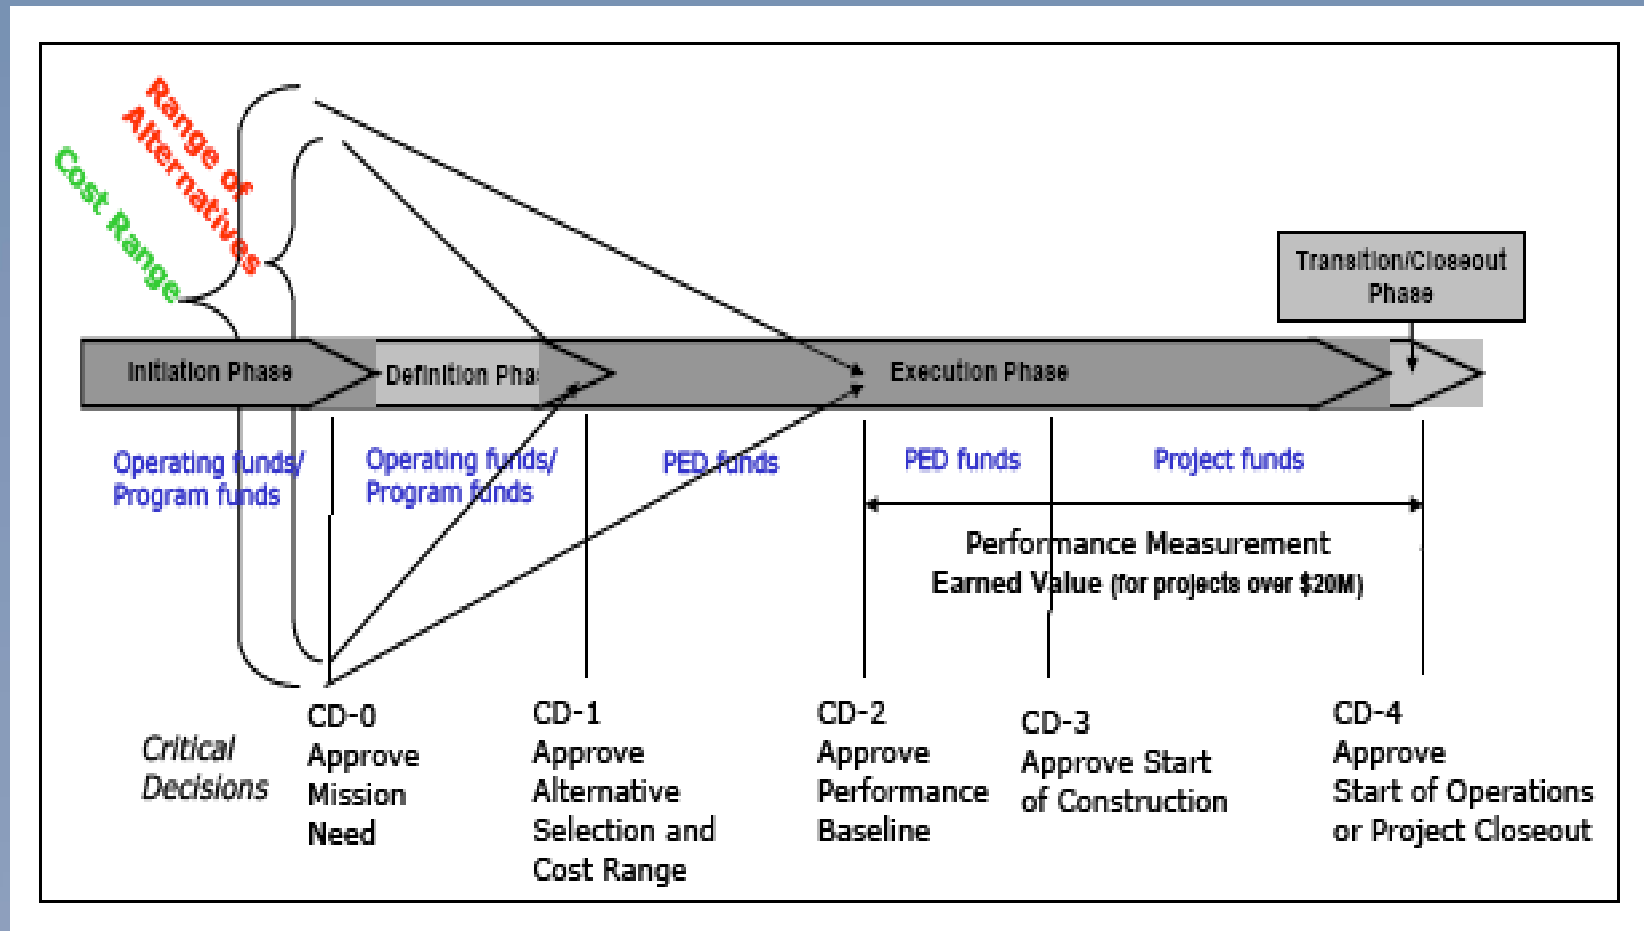 Range of
Alternatives
Cost Range
Transition/Closeout
Phase
Initiation Phase
Definition Pha
Execution Phase
Operating funds/
Program funds
Operating funds/
Program funds
PED funds
PED funds
Project funds
Performance Measurement
Earned Value (for projects over $20M)
Critical
Decisions
CD-0
Approve
Mission
Need
CD-1
Approve
Alternative
Selection and
Cost Range
CD-2
Approve
Performance
Baseline
CD-3
Approve Start
of Construction
CD-4
Approve
Start of Operations
or Project Closeout